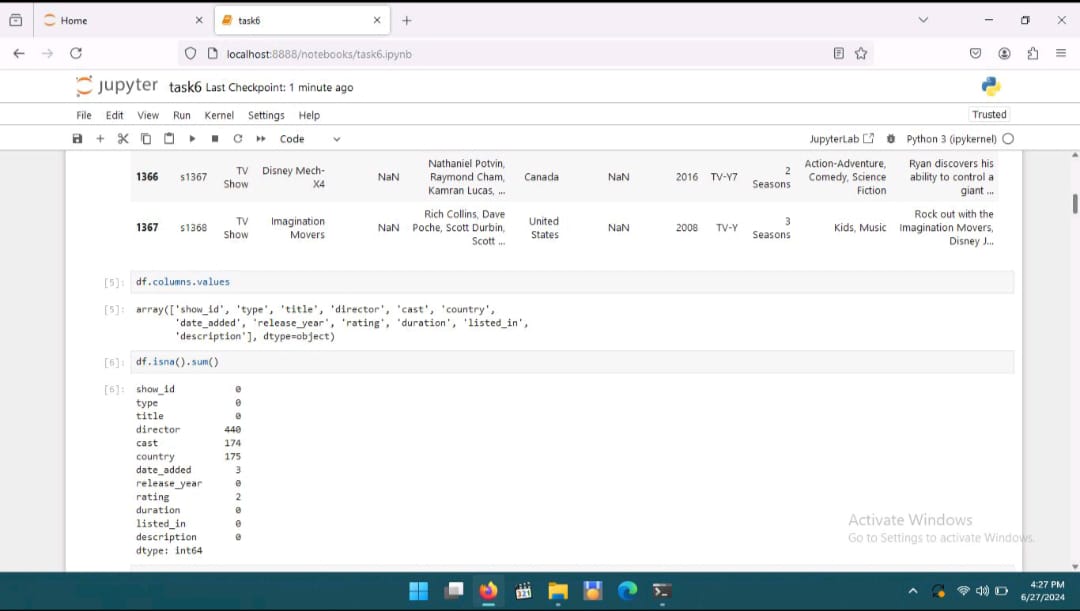 Home
task6
localhost:8888/notebooks/task6.ipynb
jupyter task6 Last Checkpoint: 1 minute ago
File Edit View Run Kernel Settings Help
Trusted
Code
JupyterLab
Python 3 (ipykernel)
1366 s1367 TV Show Disney Mech-X4 NaN Nathaniel Potvin, Raymond Cham, Kamran Lucas, ... Canada NaN 2016 TV-Y7 2 Seasons Action-Adventure, Comedy, Science Fiction Ryan discovers his ability to control a giant ...
1367 s1368 TV Show Imagination Movers NaN Rich Collins, Dave Poche, Scott Durbin, Scott ... United States NaN 2008 TV-Y 3 Seasons Kids, Music Rock out with the Imagination Movers, Disney J...
[5]: df.columns.values
[5]: array(['show_id', 'type', 'title', 'director', 'cast', 'country',
'date_added', 'release_year', 'rating', 'duration', 'listed_in',
'description'], dtype=object)
[6]: df.isna().sum()
[6]: show_id 0
type 0
title 0
director 440
cast 174
country 175
date_added 3
release_year 0
rating 2
duration 0
listed_in 0
description 0
dtype: int64
Activate Windows
Go to Settings to activate Windows.
321
4:27 PM
6/27/2024